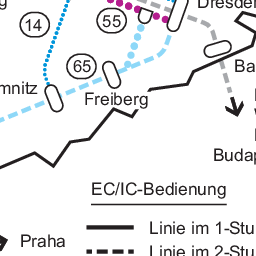 Dresden
14
55
65
mnitz
Freiberg
Ba
Budap
EC/IC-Bedienung
Linie im 1-Stu
Praha
Linie im 2-Stu